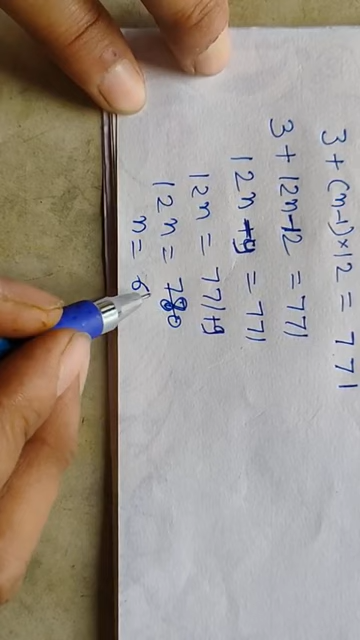 3 + (n-1) × 12 = 771
3 + 12n - 12 = 771
12n - 9 = 771
12n = 771 + 9
12n = 780
n = 6